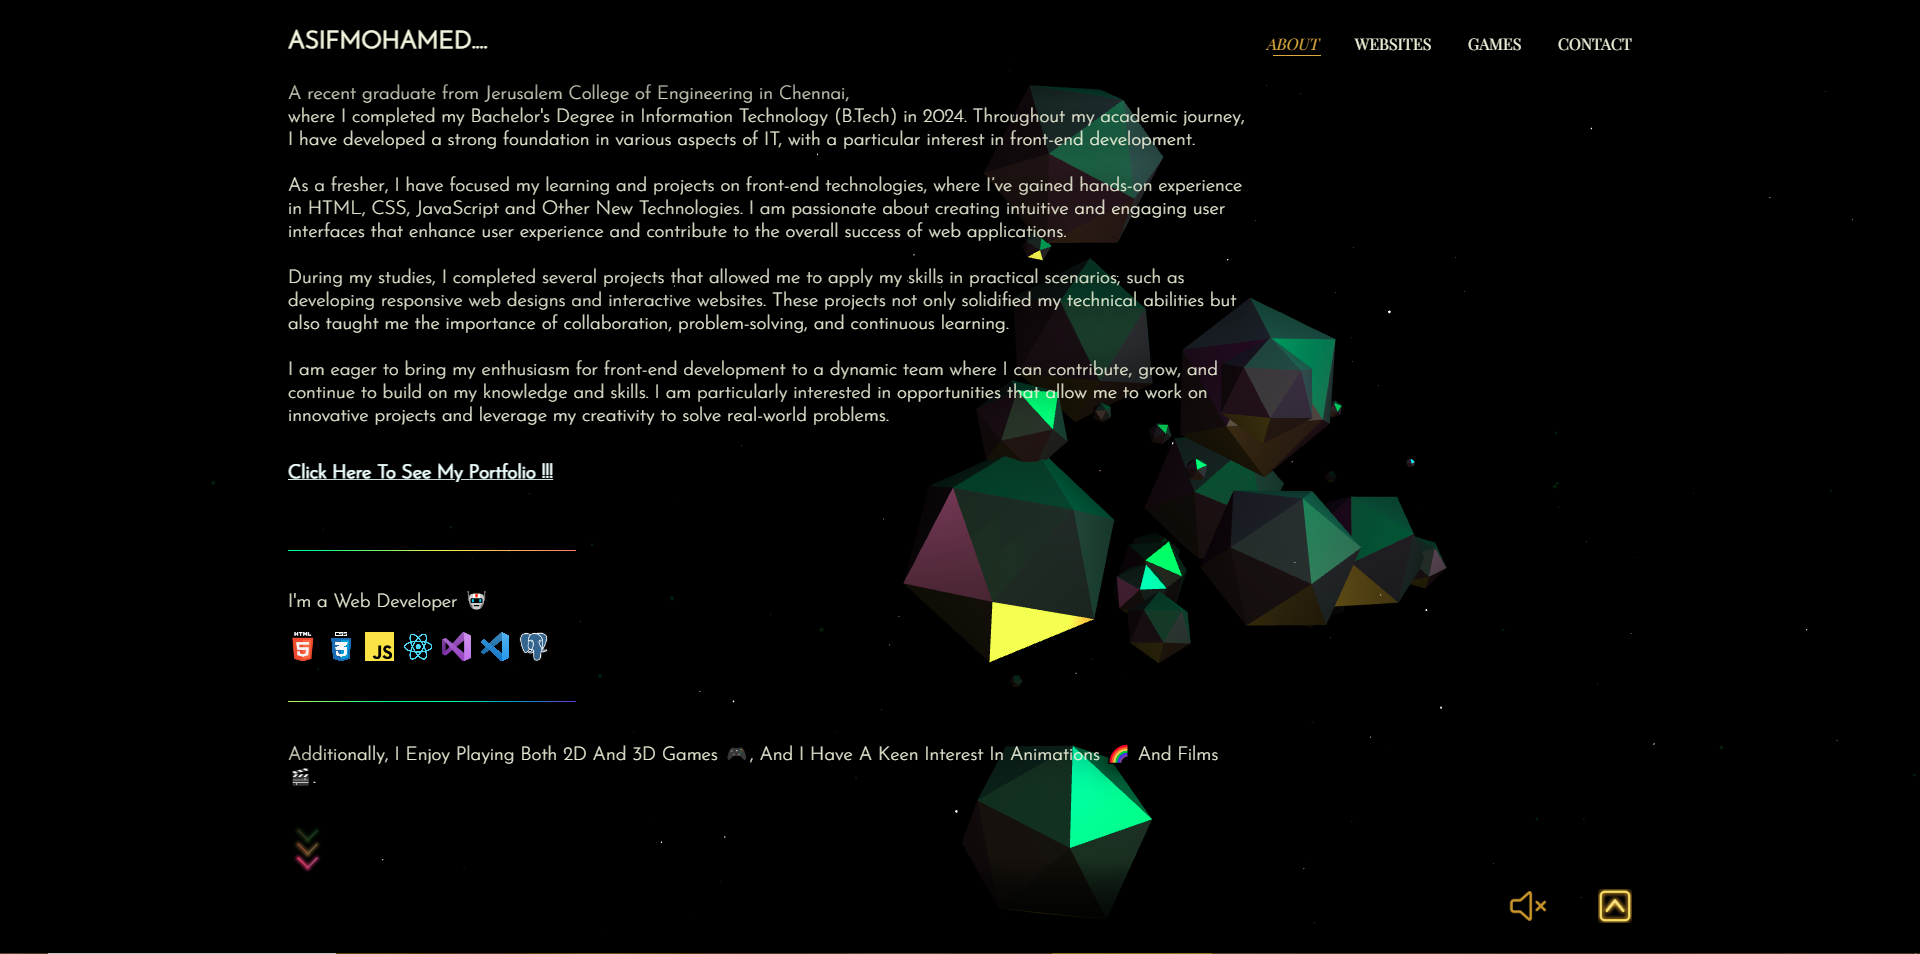 ASIFMOHAMED....
ABOUT WEBSITES GAMES CONTACT
A recent graduate from Jerusalem College of Engineering in Chennai,
where I completed my Bachelor's Degree in Information Technology (B.Tech) in 2024. Throughout my academic journey,
I have developed a strong foundation in various aspects of IT, with a particular interest in front-end development.
As a fresher, I have focused my learning and projects on front-end technologies, where I've gained hands-on experience
in HTML, CSS, JavaScript and Other New Technologies. I am passionate about creating intuitive and engaging user
interfaces that enhance user experience and contribute to the overall success of web applications.
During my studies, I completed several projects that allowed me to apply my skills in practical scenarios, such as
developing responsive web designs and interactive websites. These projects not only solidified my technical abilities but
also taught me the importance of collaboration, problem-solving, and continuous learning.
I am eager to bring my enthusiasm for front-end development to a dynamic team where I can contribute, grow, and
continue to build on my knowledge and skills. I am particularly interested in opportunities that allow me to work on
innovative projects and leverage my creativity to solve real-world problems.
Click Here To See My Portfolio !!!
I'm a Web Developer 🤖
HTML 5 CSS 3 JS
Additionally, I Enjoy Playing Both 2D And 3D Games 🎮, And I Have A Keen Interest In Animations 🌈 And Films
🎬.